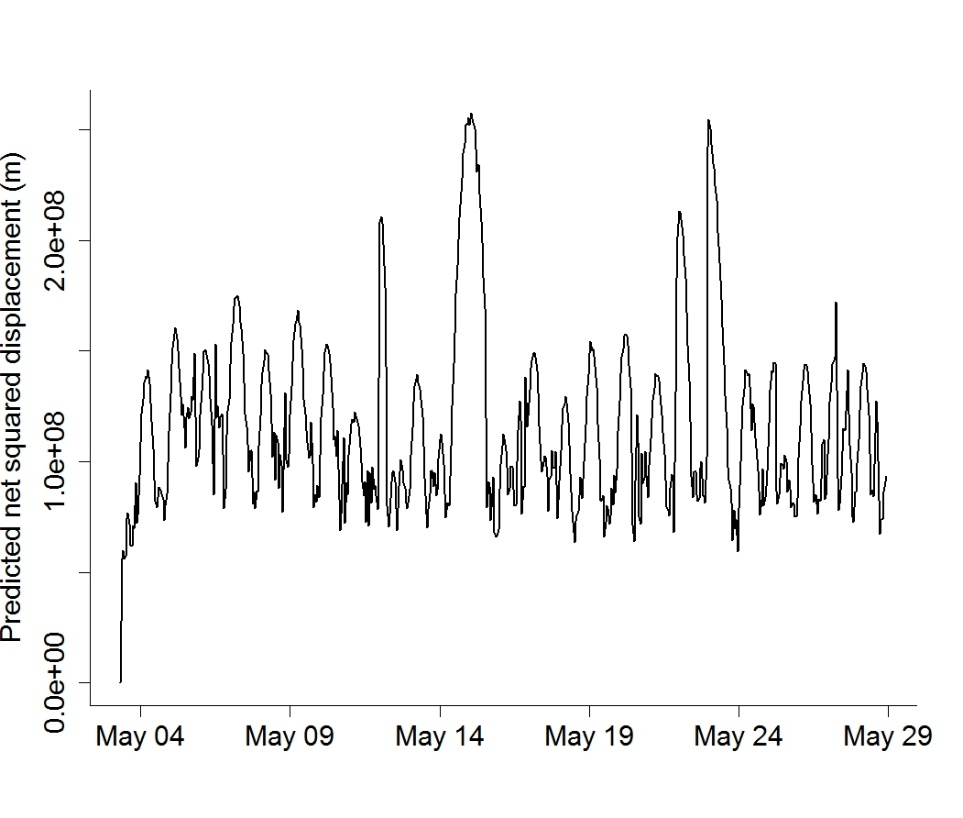 Predicted net squared displacement (m)
2.0e+08
1.0e+08
0.0e+00
May 04 May 09 May 14 May 19 May 24 May 29